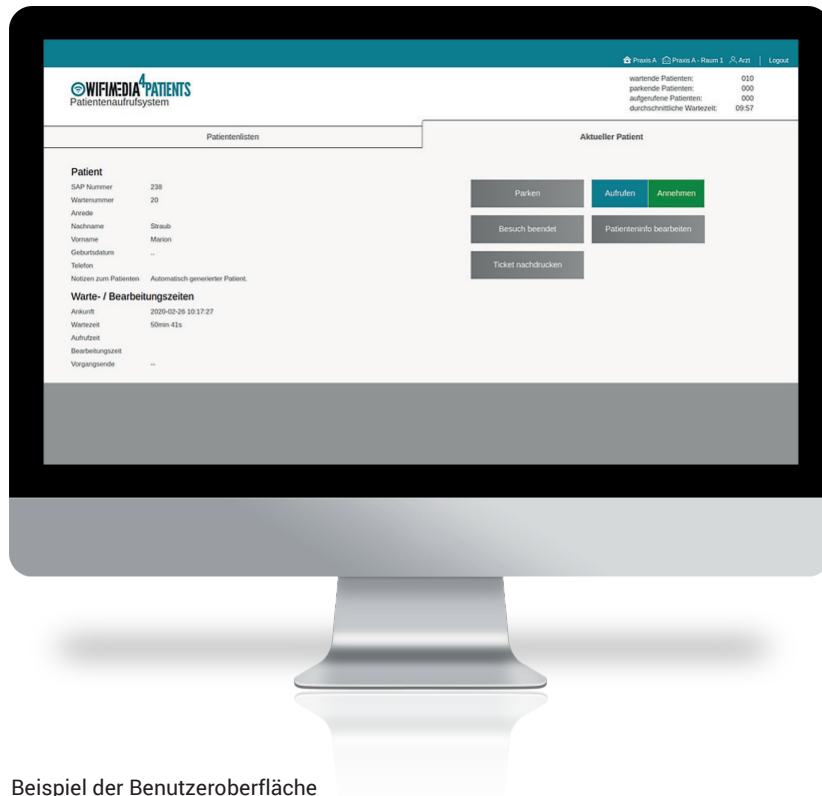 Praxis A Praxis A - Raum 1 Arzt | Logout
WIFIMEDIA4PATIENTS
Patientenaufrufsystem
wartende Patienten: 010
parkende Patienten: 000
aufgerufene Patienten: 000
durchschnittliche Wartezeit: 09:57
Patientenlisten
Aktueller Patient
Patient
SAP Nummer 238
Wartenummer 20
Anrede
Nachname Straub
Vorname Marion
Geburtsdatum ..
Telefon
Notizen zum Patienten Automatisch generierter Patient.
Warte- / Bearbeitungszeiten
Ankunft 2020-02-26 10:17:27
Wartezeit 50min 41s
Aufrufzeit
Bearbeitungszeit
Vorgangsende --
Parken Aufrufen Annehmen
Besuch beendet Patienteninfo bearbeiten
Ticket nachdrucken
Beispiel der Benutzeroberfläche